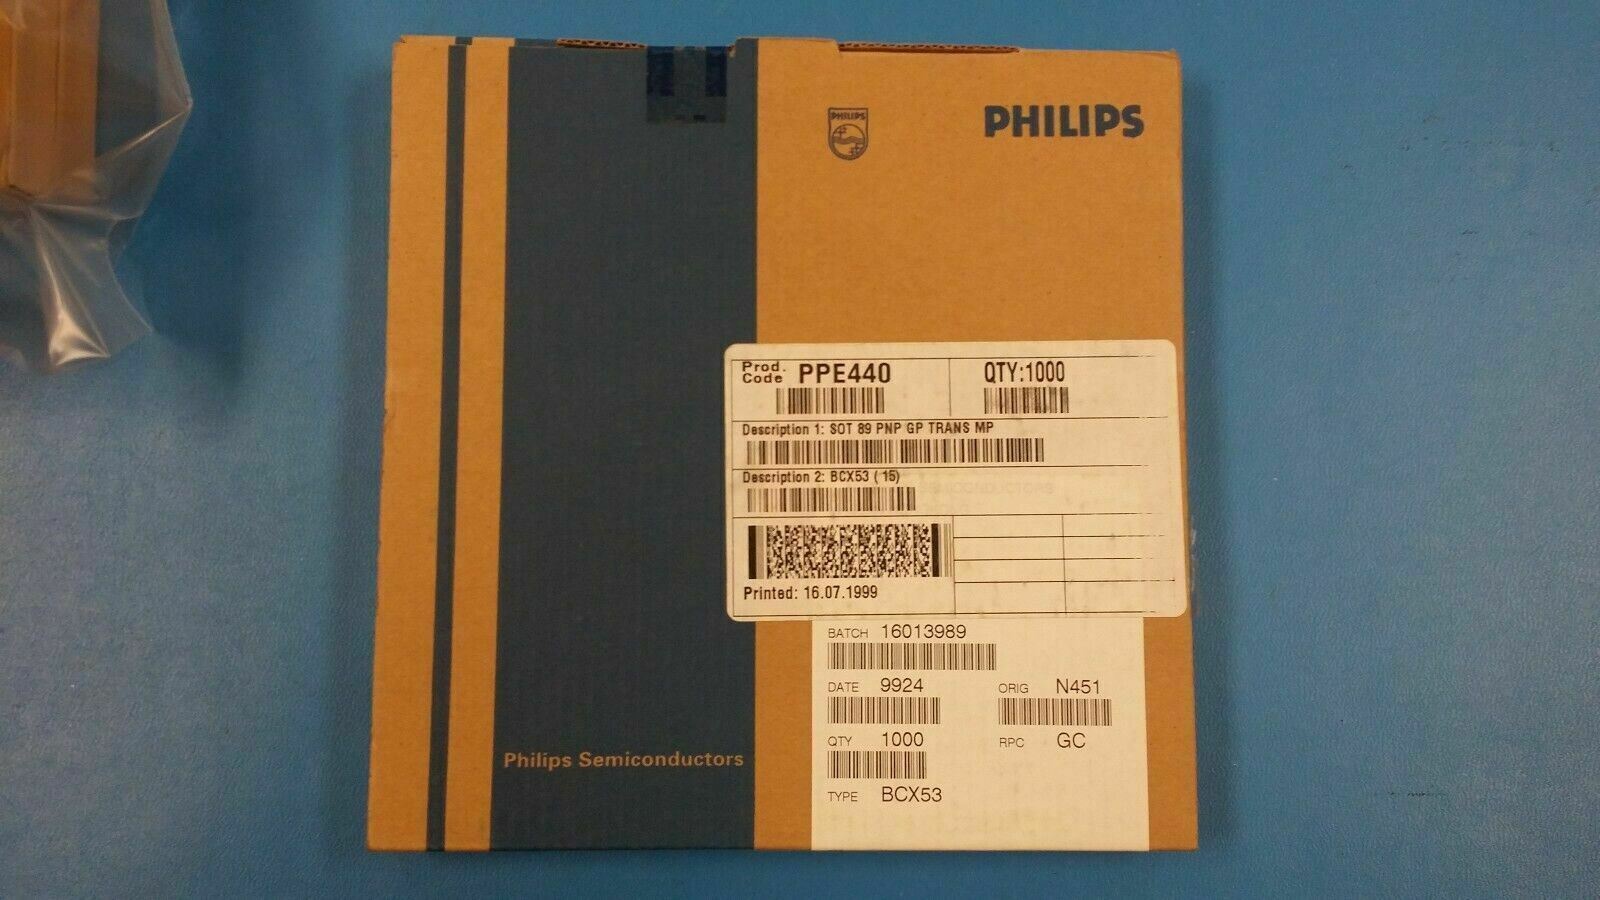 PHILIPS
PHILIPS
Prod. Code PPE440
QTY:1000
Description 1: SOT 89 PNP GP TRANS MP
Description 2: BCX53 ( 15)
Printed: 16.07.1999
BATCH 16013989
DATE 9924
ORIG N451
QTY 1000
RPC GC
TYPE BCX53
Philips Semiconductors